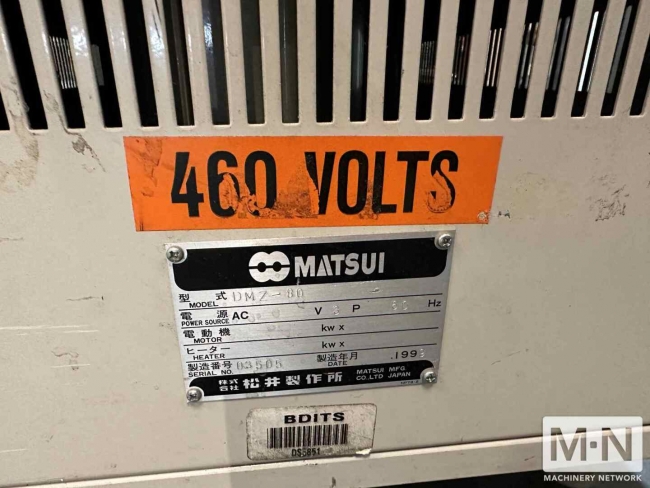 460 VOLTS
MATSUI
型式 MODEL DMZ-80
電源 POWER SOURCE AC V P Hz
電動機 MOTOR kw x
ヒーター HEATER kw x
製造番号 SERIAL NO. 製造年月 DATE
株式会社 松井製作所 MATSUI MFG CO.LTD JAPAN
BDITS
M-N
MACHINERY NETWORK